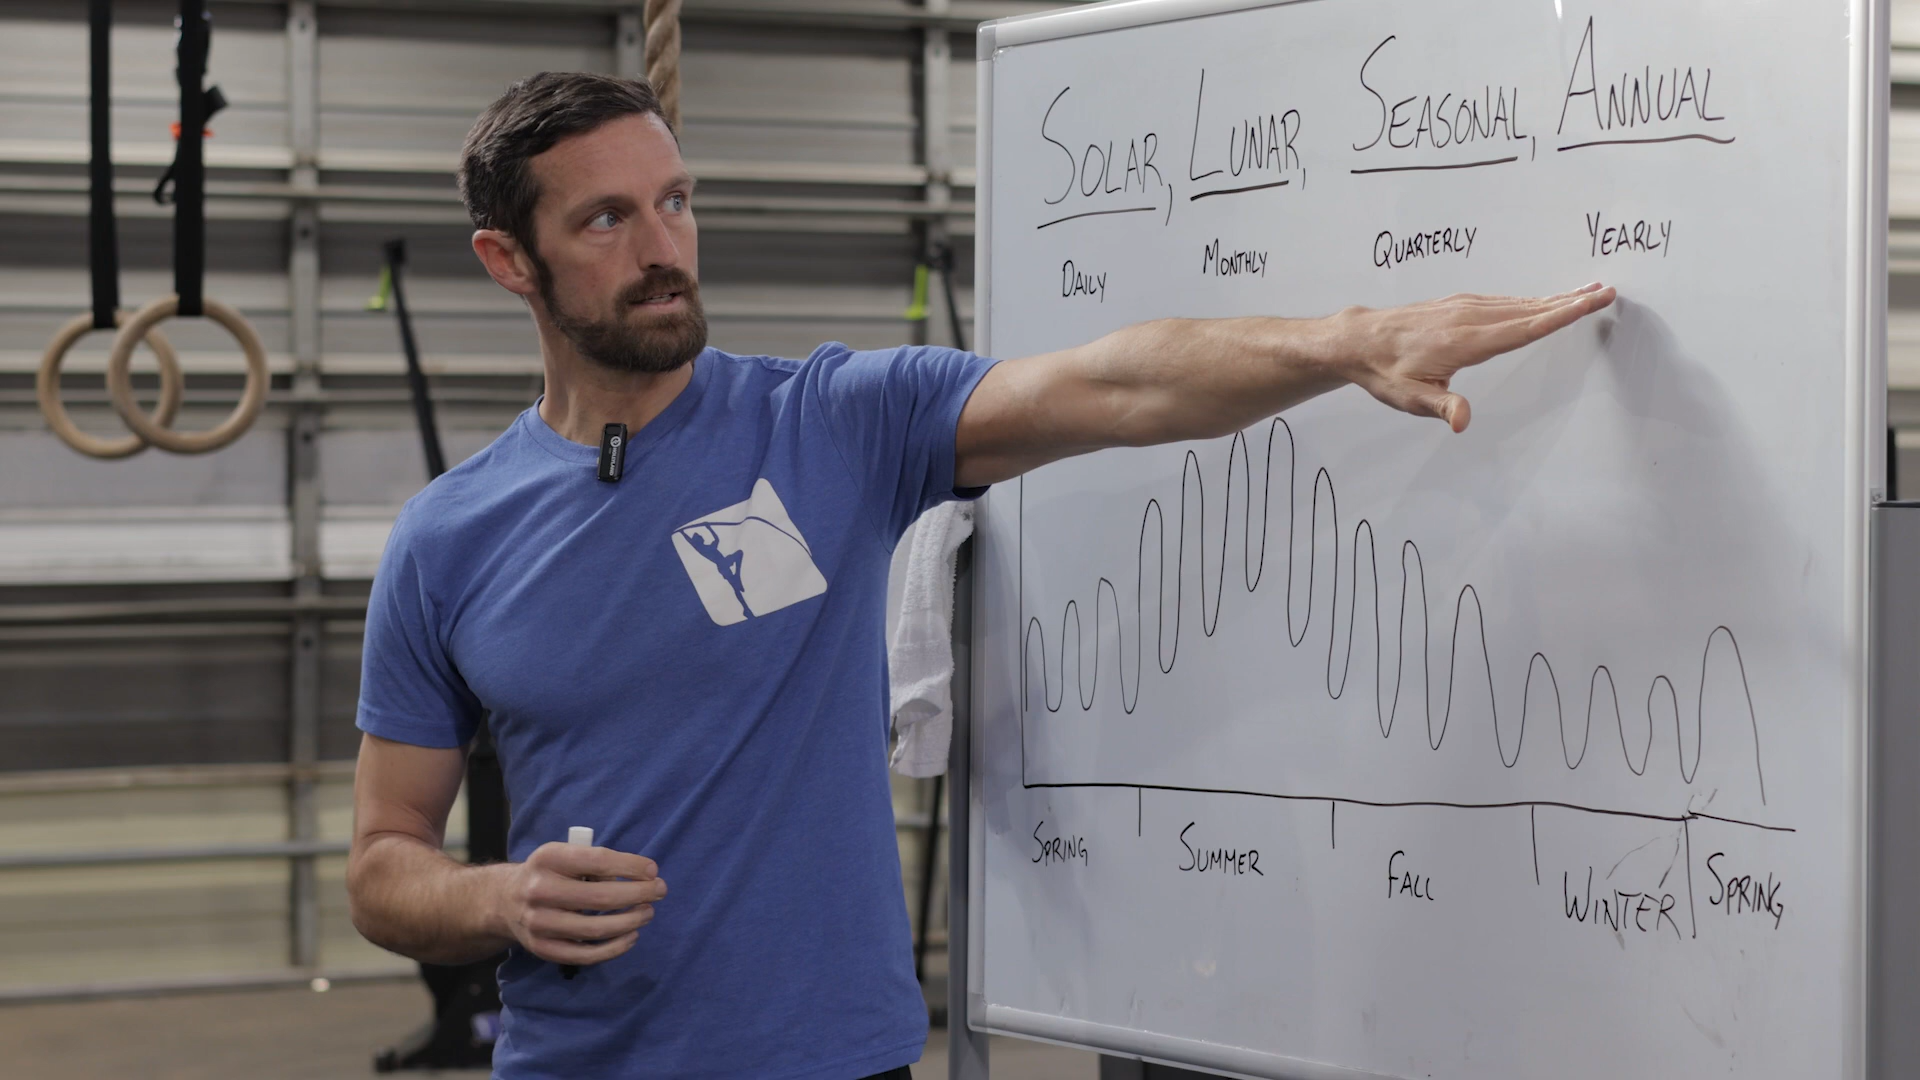 SOLAR, LUNAR, SEASONAL, ANNUAL
DAILY MONTHLY QUARTERLY YEARLY
SPRING SUMMER FALL WINTER SPRING